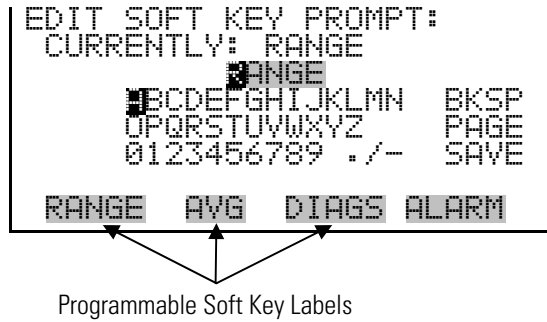 EDIT SOFT KEY PROMPT:
CURRENTLY: RANGE
RANGE
ABCDEFGHIJKLMN BKSP
OPQRSTUVWXYZ PAGE
0123456789 ./- SAVE
RANGE AVG DIAGS ALARM
Programmable Soft Key Labels